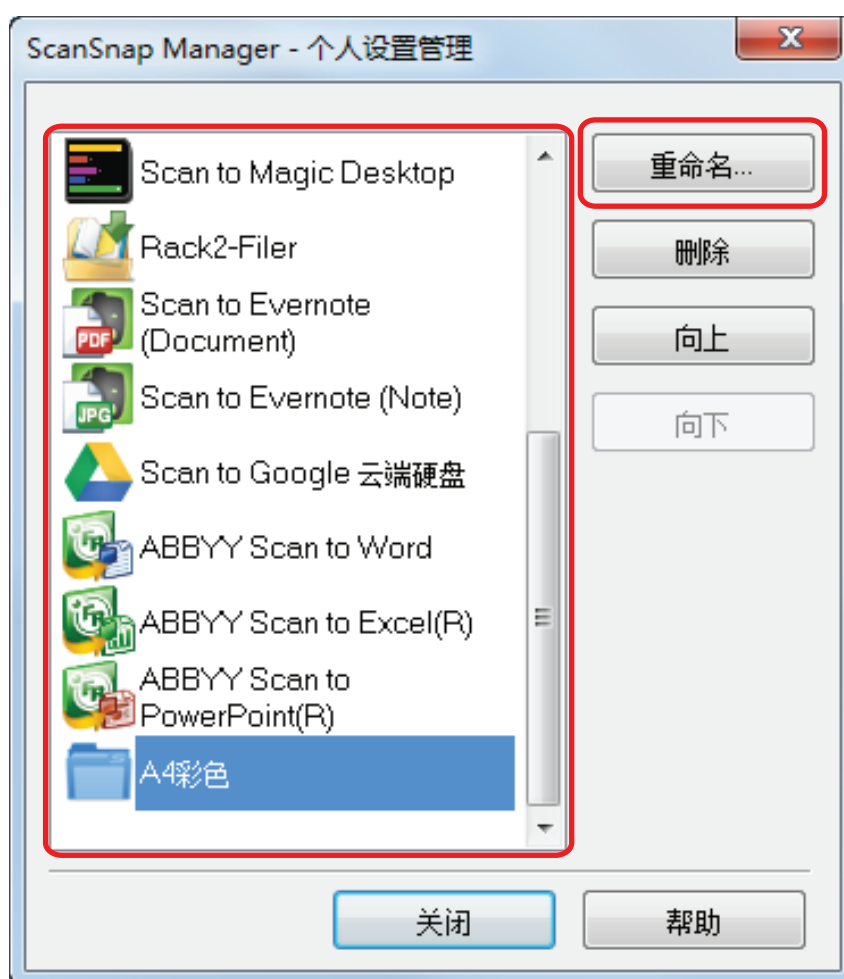 ScanSnap Manager - 个人设置管理
Scan to Magic Desktop
Rack2-Filer
Scan to Evernote
(Document)
PDF
Scan to Evernote (Note)
JPG
Scan to Google 云端硬盘
ABBYY Scan to Word
ABBYY Scan to Excel(R)
ABBYY Scan to
PowerPoint(R)
A4彩色
重命名...
删除
向上
向下
关闭
帮助